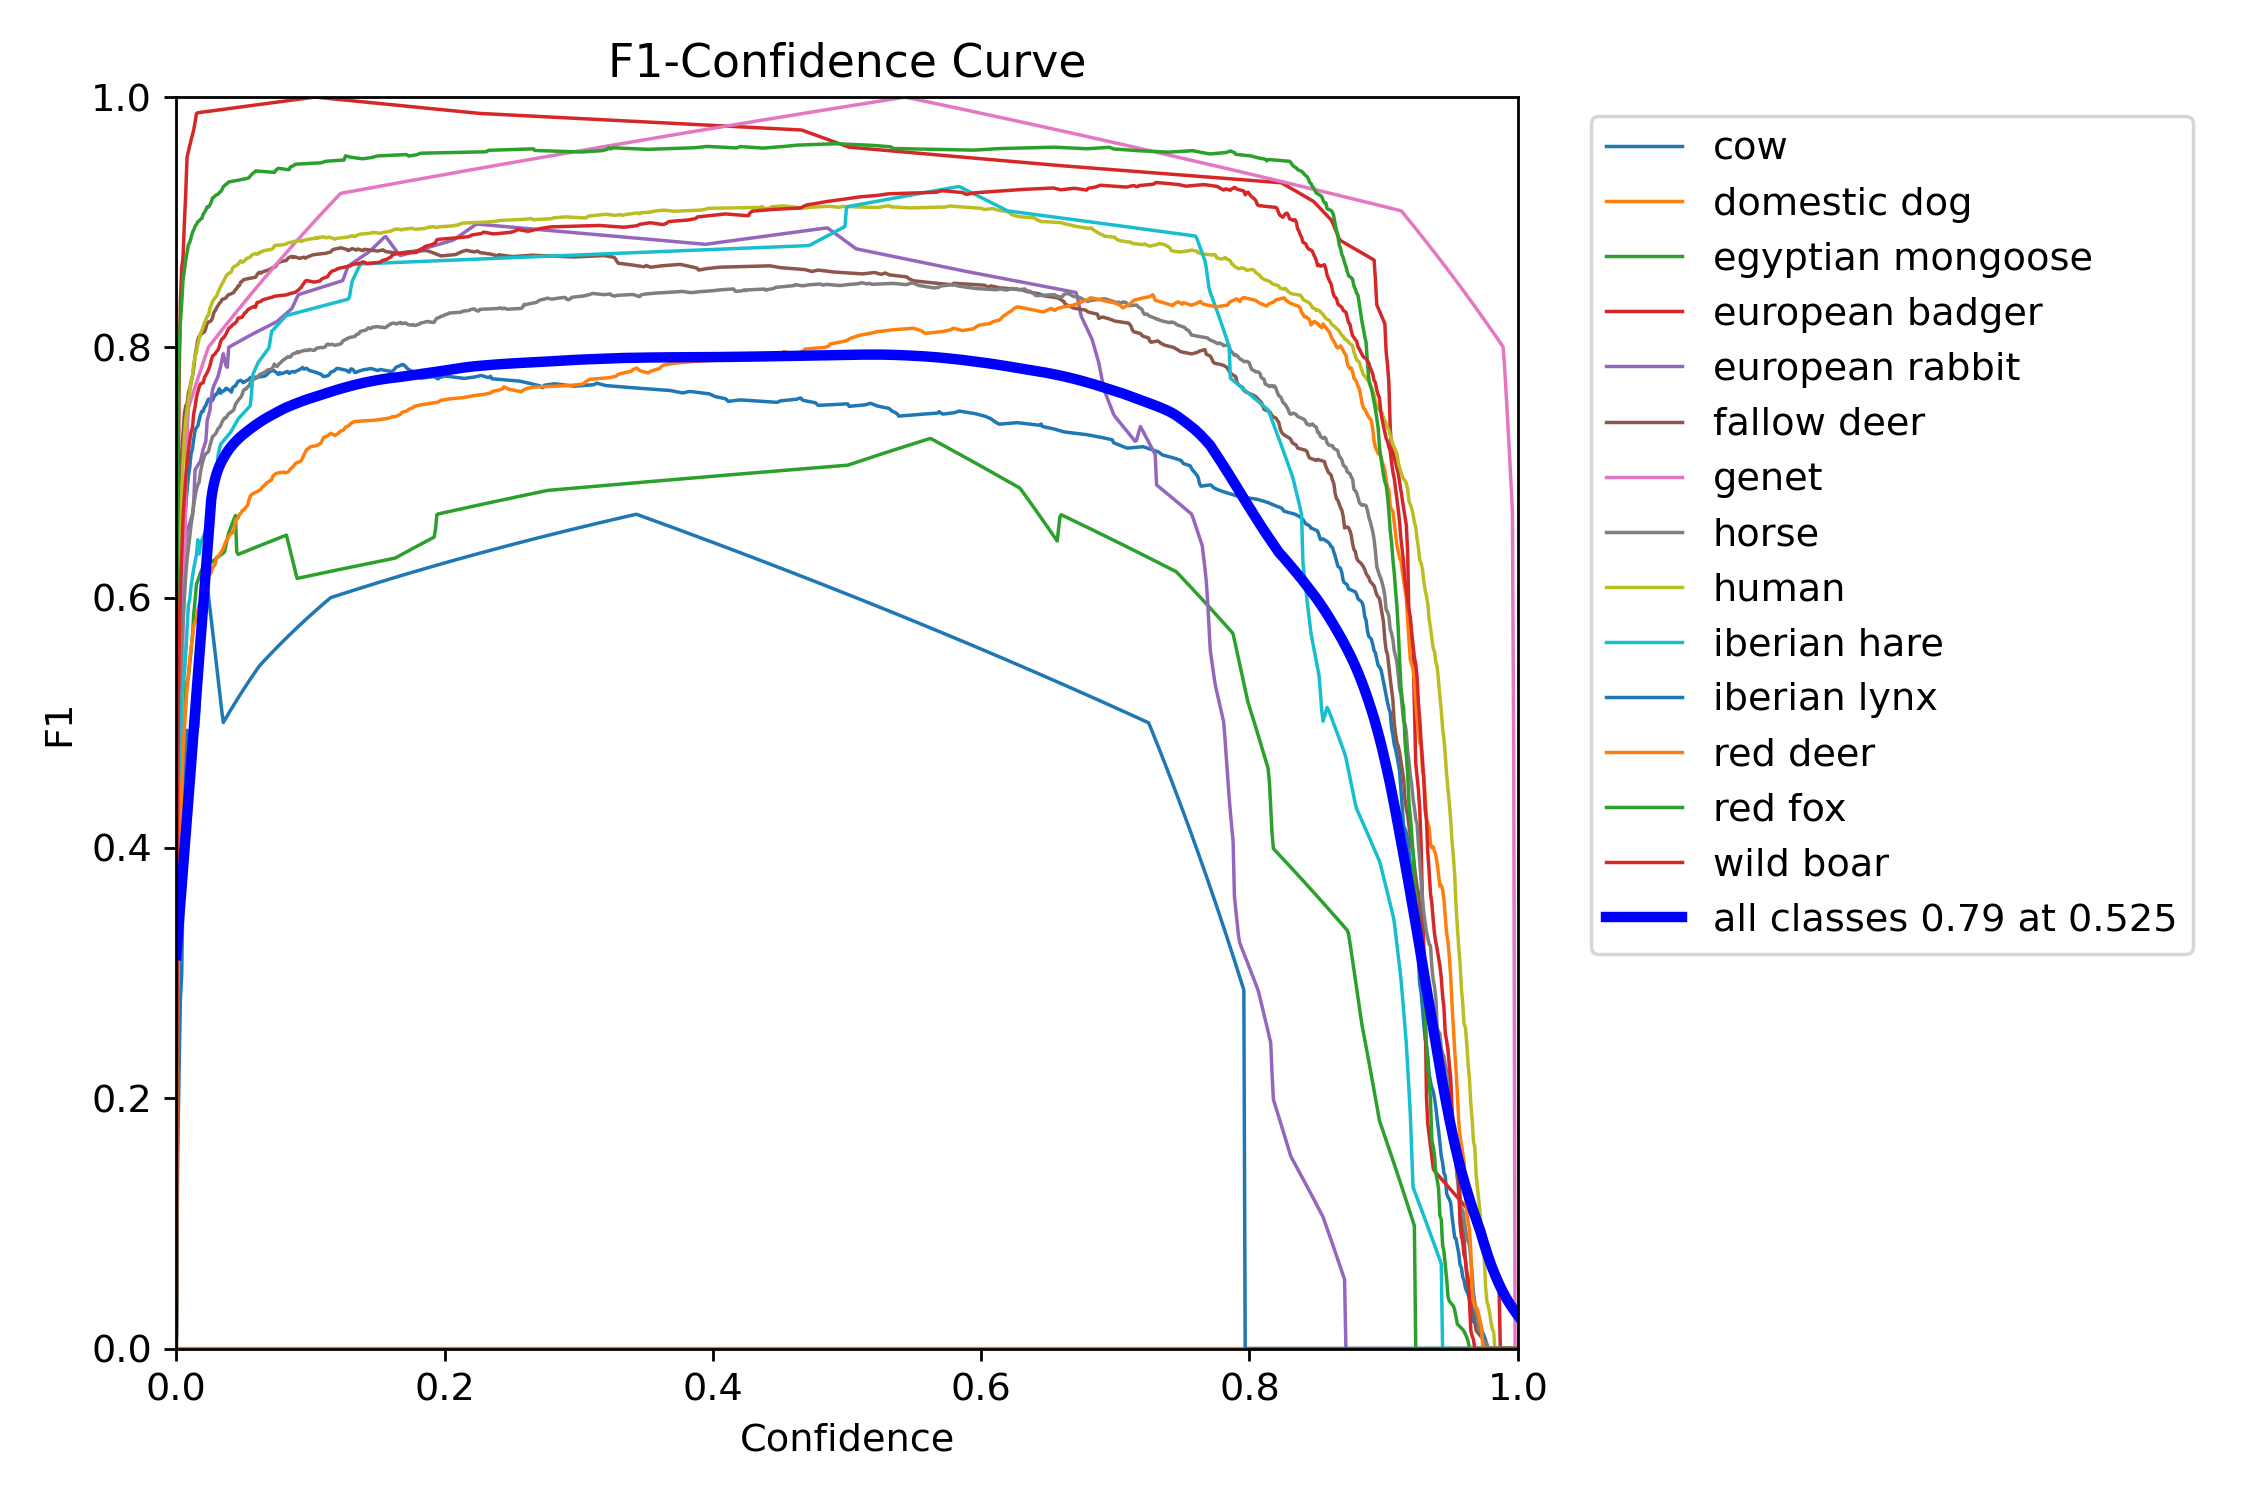 F1-Confidence Curve
1.0
0.8
0.6
0.4
0.2
0.0
F1
0.0 0.2 0.4 0.6 0.8 1.0
Confidence
cow
domestic dog
egyptian mongoose
european badger
european rabbit
fallow deer
genet
horse
human
iberian hare
iberian lynx
red deer
red fox
wild boar
all classes 0.79 at 0.525